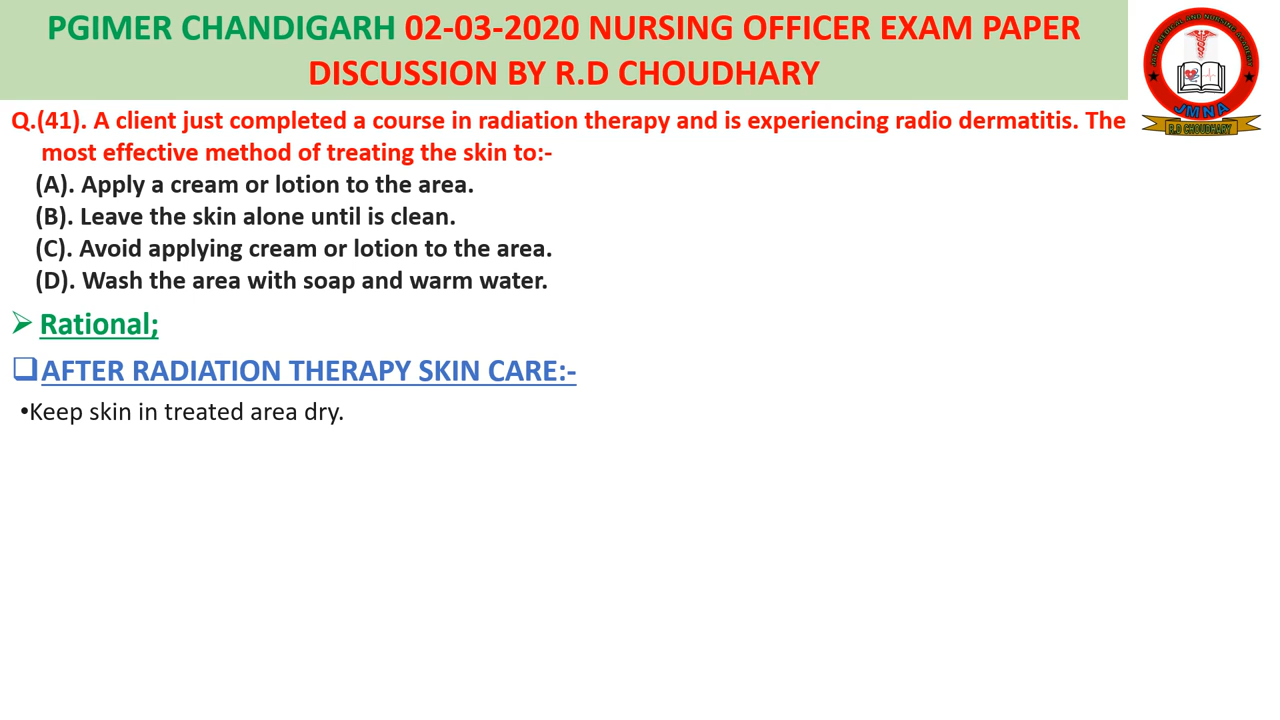 PGIMER CHANDIGARH 02-03-2020 NURSING OFFICER EXAM PAPER
DISCUSSION BY R.D CHOUDHARY
JMNA
R.D CHOUDHARY
Q.(41). A client just completed a course in radiation therapy and is experiencing radio dermatitis. The
most effective method of treating the skin to:-
(A). Apply a cream or lotion to the area.
(B). Leave the skin alone until is clean.
(C). Avoid applying cream or lotion to the area.
(D). Wash the area with soap and warm water.
➢ Rational;
❑AFTER RADIATION THERAPY SKIN CARE:-
•Keep skin in treated area dry.